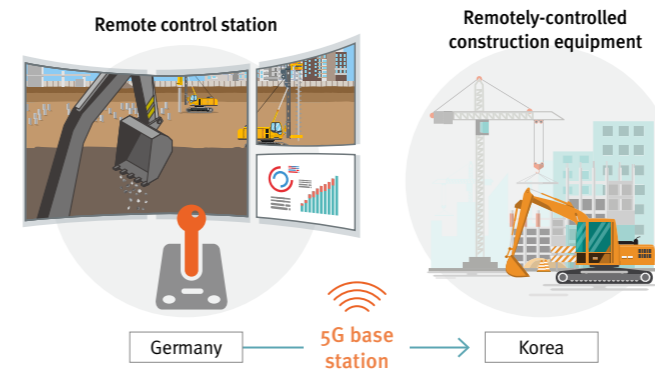 Remote control station
Remotely-controlled
construction equipment
Germany
5G base
station
Korea